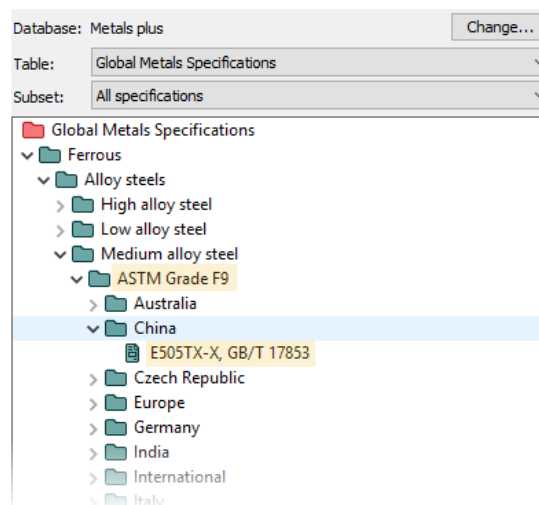 Database: Metals plus Change...
Table: Global Metals Specifications
Subset: All specifications
Global Metals Specifications
Ferrous
Alloy steels
High alloy steel
Low alloy steel
Medium alloy steel
ASTM Grade F9
Australia
China
E505TX-X, GB/T 17853
Czech Republic
Europe
Germany
India
International
Italy